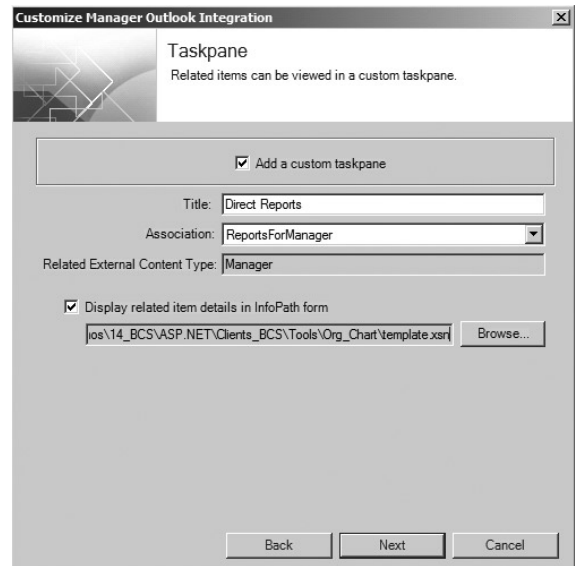 Customize Manager Outlook Integration
Taskpane
Related items can be viewed in a custom taskpane.
Add a custom taskpane
Title: Direct Reports
Association: ReportsForManager
Related External Content Type: Manager
Display related item details in InfoPath form
ios\14_BCS\ASP.NET\Clients_BCS\Tools\Org_Chart\template.xsn Browse...
Back Next Cancel